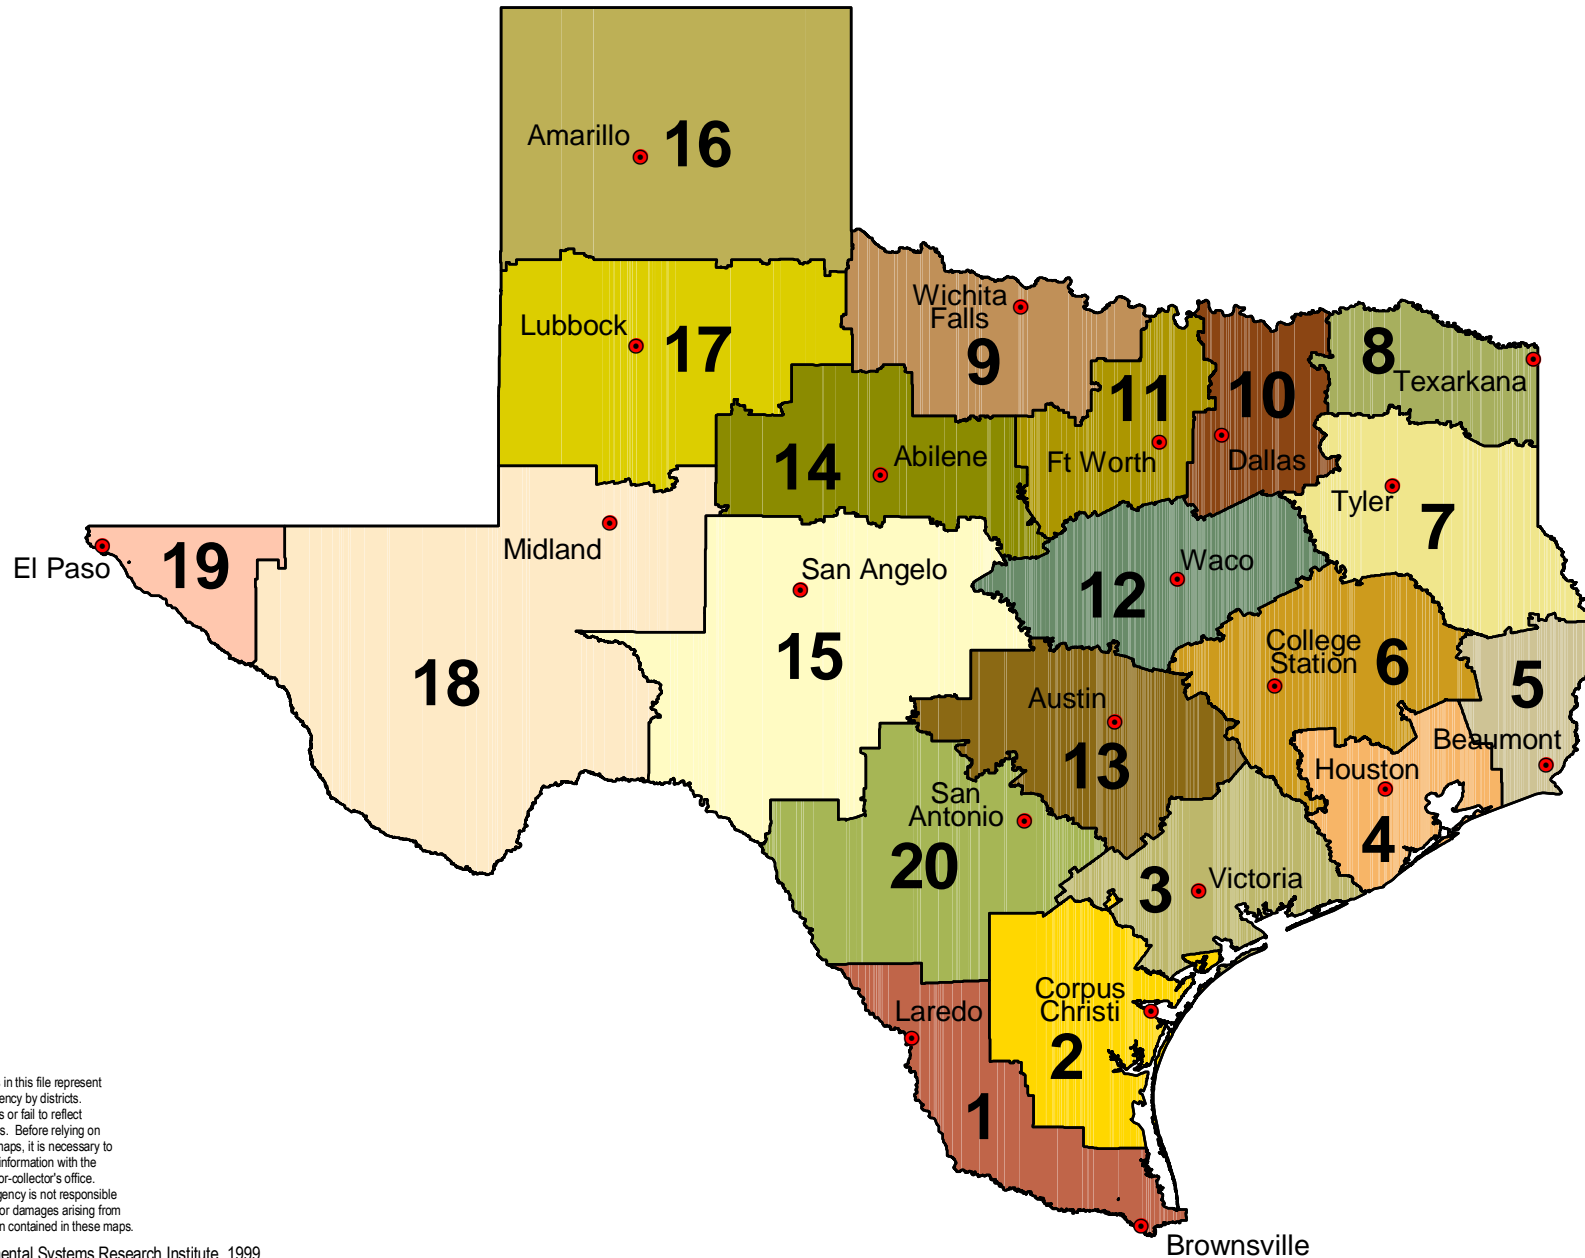 Amarillo
16
Lubbock
17
Wichita
Falls
9
11
Ft Worth
10
Dallas
8
Texarkana
14
Abilene
Tyler
7
El Paso
19
Midland
18
San Angelo
15
Waco
12
College
Station
6
5
Beaumont
Austin
13
Houston
4
San
Antonio
20
3
Victoria
Corpus
Christi
2
Laredo
1
Brownsville
in this file represent
ency by districts.
s or fail to reflect
s. Before relying on
naps, it is necessary to
information with the
or-collector's office.
gency is not responsible
or damages arising from
n contained in these maps.
ental Systems Research Institute, 1999